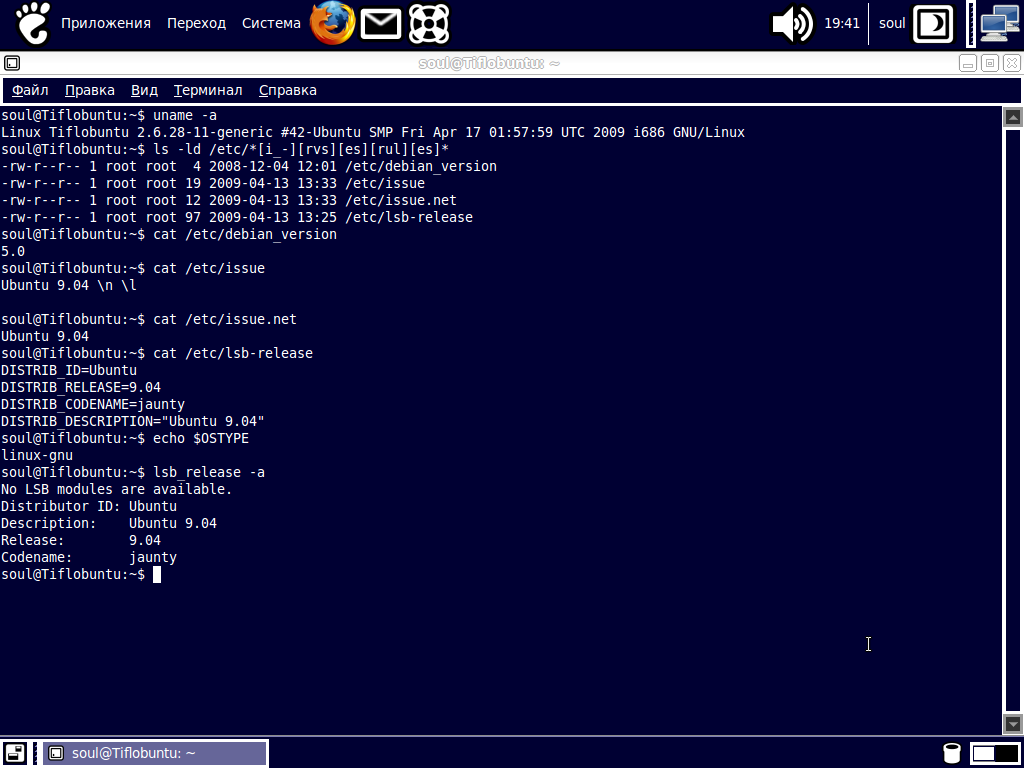 Приложения Переход Система 19:41 soul
soul@Tiflobuntu: ~
Файл Правка Вид Терминал Справка
soul@Tiflobuntu:~$ uname -a
Linux Tiflobuntu 2.6.28-11-generic #42-Ubuntu SMP Fri Apr 17 01:57:59 UTC 2009 i686 GNU/Linux
soul@Tiflobuntu:~$ ls -ld /etc/*[i_-][rvs][es][rul][es]*
-rw-r--r-- 1 root root  4 2008-12-04 12:01 /etc/debian_version
-rw-r--r-- 1 root root 19 2009-04-13 13:33 /etc/issue
-rw-r--r-- 1 root root 12 2009-04-13 13:33 /etc/issue.net
-rw-r--r-- 1 root root 97 2009-04-13 13:25 /etc/lsb-release
soul@Tiflobuntu:~$ cat /etc/debian_version
5.0
soul@Tiflobuntu:~$ cat /etc/issue
Ubuntu 9.04 \n \l
soul@Tiflobuntu:~$ cat /etc/issue.net
Ubuntu 9.04
soul@Tiflobuntu:~$ cat /etc/lsb-release
DISTRIB_ID=Ubuntu
DISTRIB_RELEASE=9.04
DISTRIB_CODENAME=jaunty
DISTRIB_DESCRIPTION="Ubuntu 9.04"
soul@Tiflobuntu:~$ echo $OSTYPE
linux-gnu
soul@Tiflobuntu:~$ lsb_release -a
No LSB modules are available.
Distributor ID: Ubuntu
Description:    Ubuntu 9.04
Release:        9.04
Codename:       jaunty
soul@Tiflobuntu:~$
soul@Tiflobuntu: ~